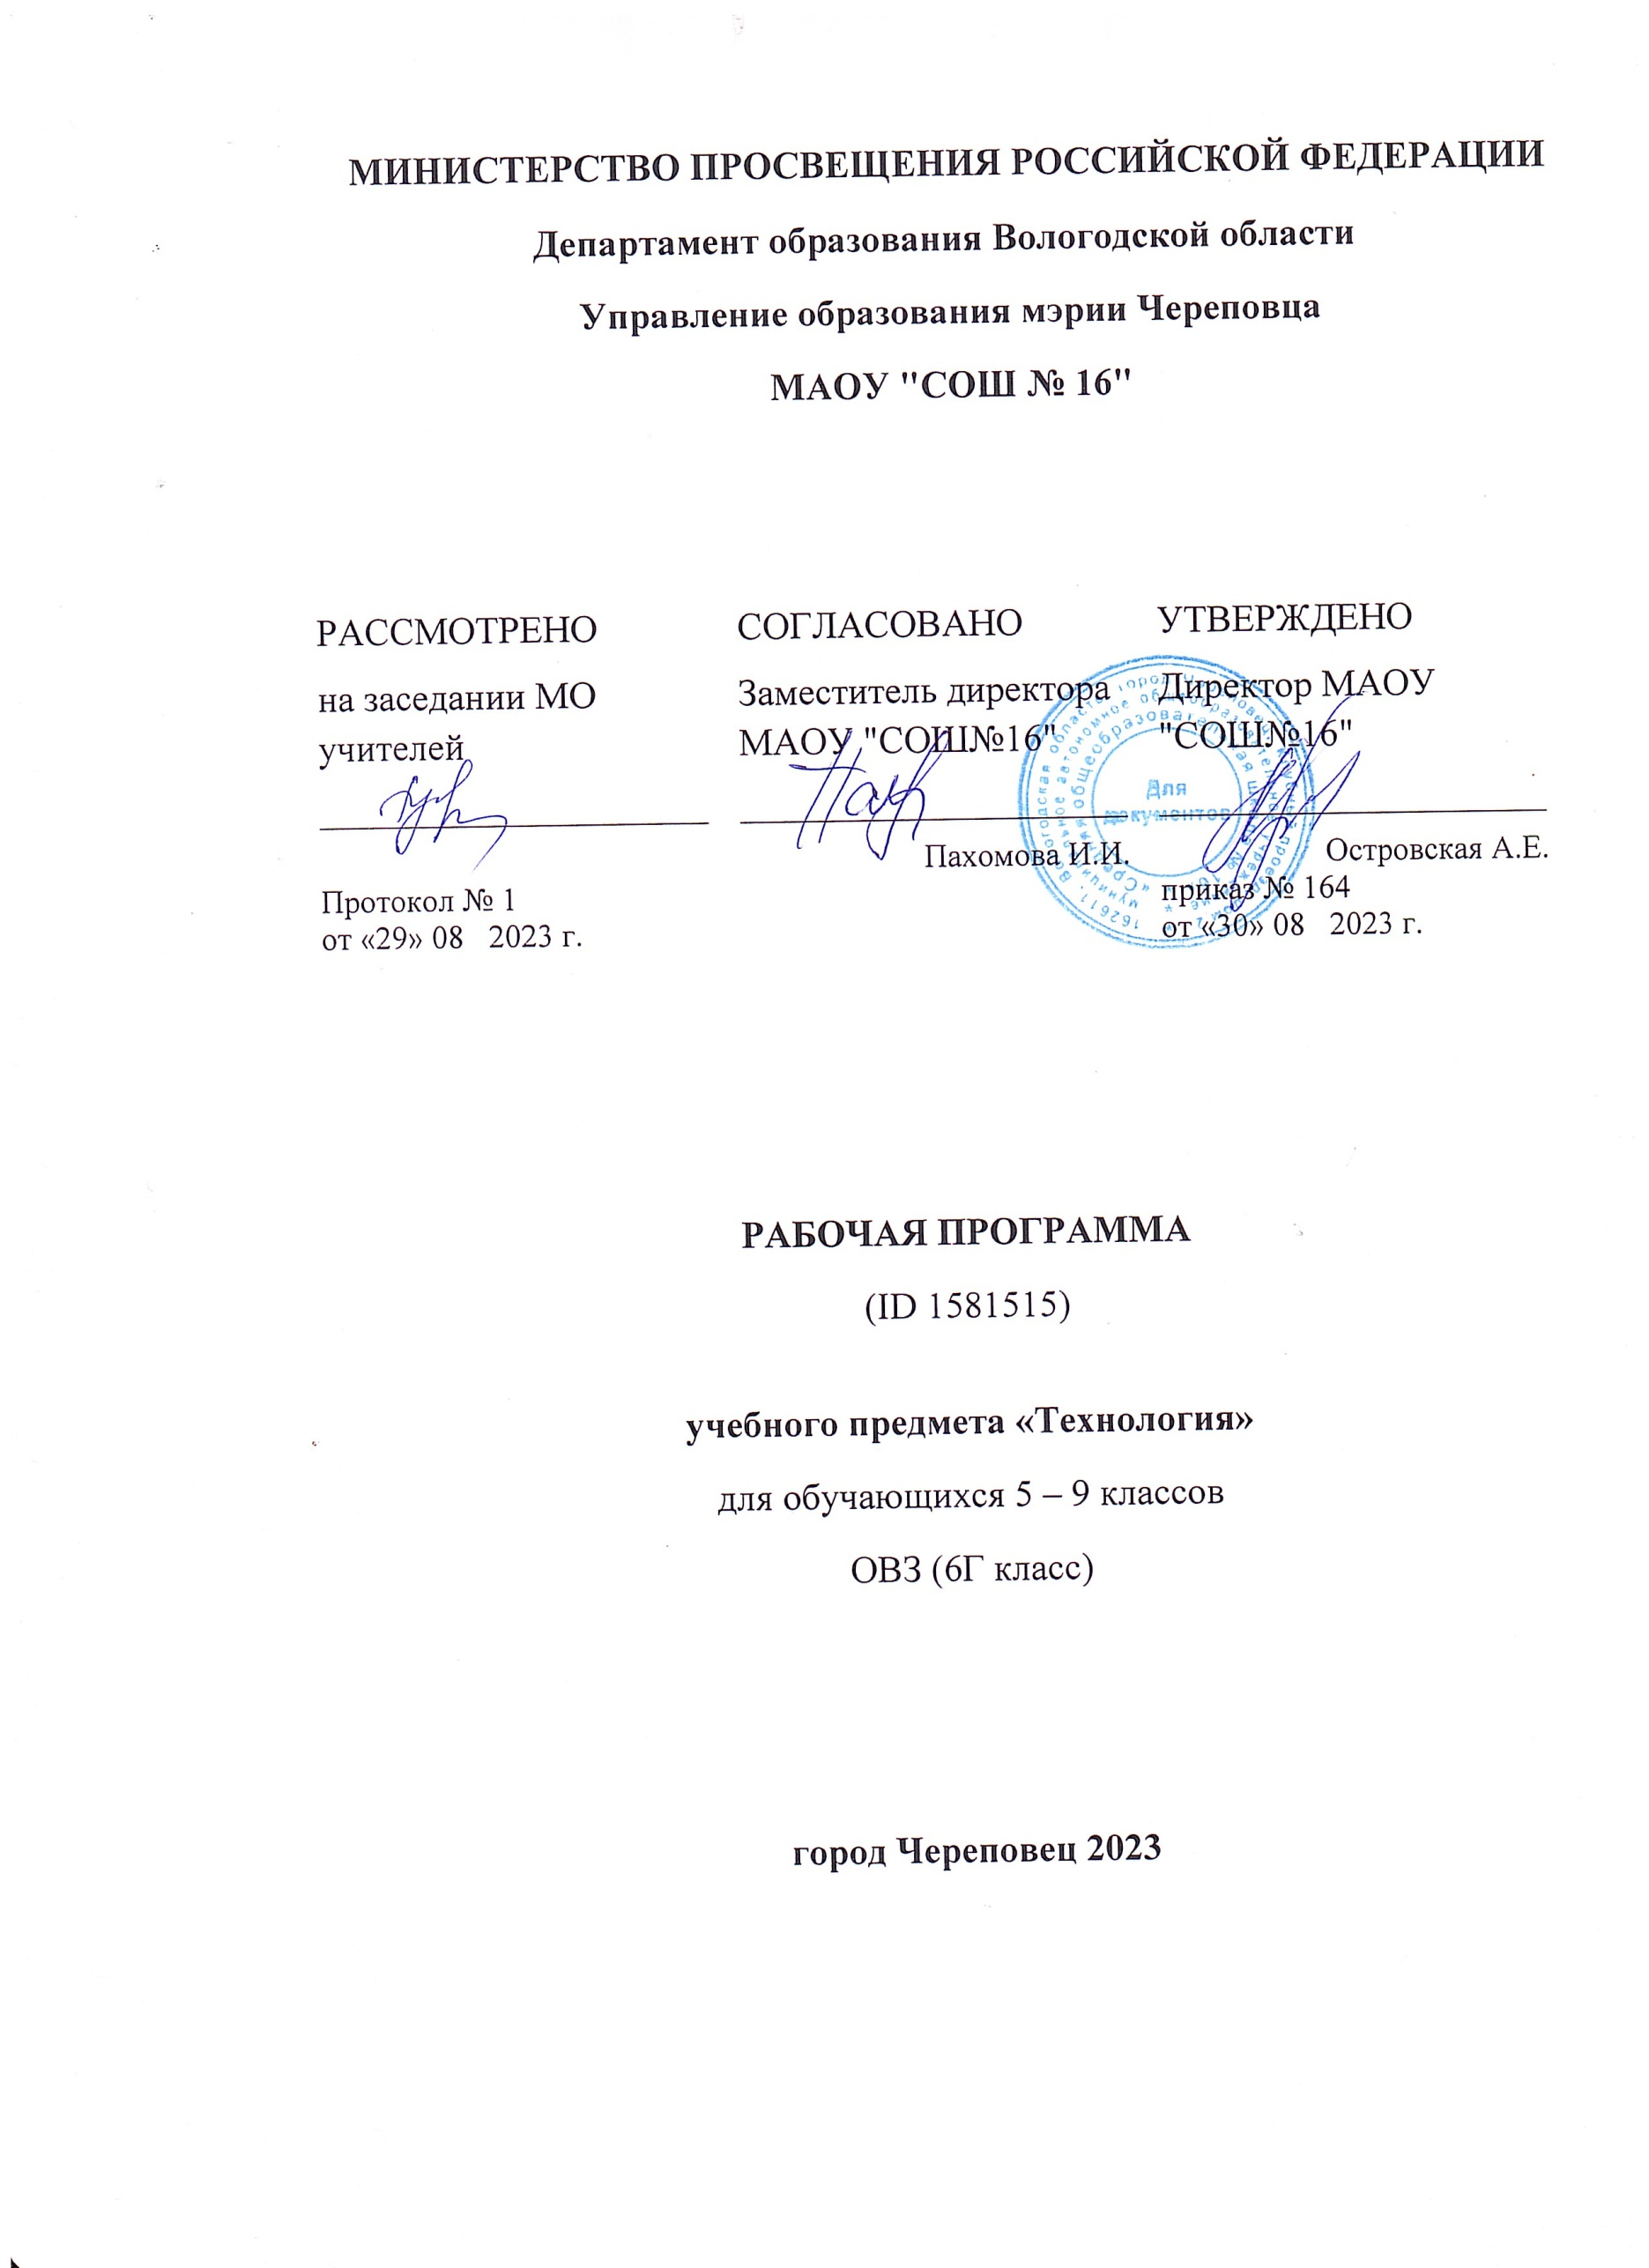 МИНИСТЕРСТВО ПРОСВЕЩЕНИЯ РОССИЙСКОЙ ФЕДЕРАЦИИ
Департамент образования Вологодской области
Управление образования мэрии Череповца
МАОУ "СОШ № 16"
РАССМОТРЕНО
на заседании МО
учителей
Протокол № 1
от «29» 08 2023 г.
СОГЛАСОВАНО
Заместитель директора
МАОУ "СОШ№16"
Пахомова И.И.
УТВЕРЖДЕНО
Директор МАОУ
"СОШ№16"
Островская А.Е.
приказ № 164
от «30» 08 2023 г.
Для
документов
РАБОЧАЯ ПРОГРАММА
(ID 1581515)
учебного предмета «Технология»
для обучающихся 5 – 9 классов
ОВЗ (6Г класс)
город Череповец 2023